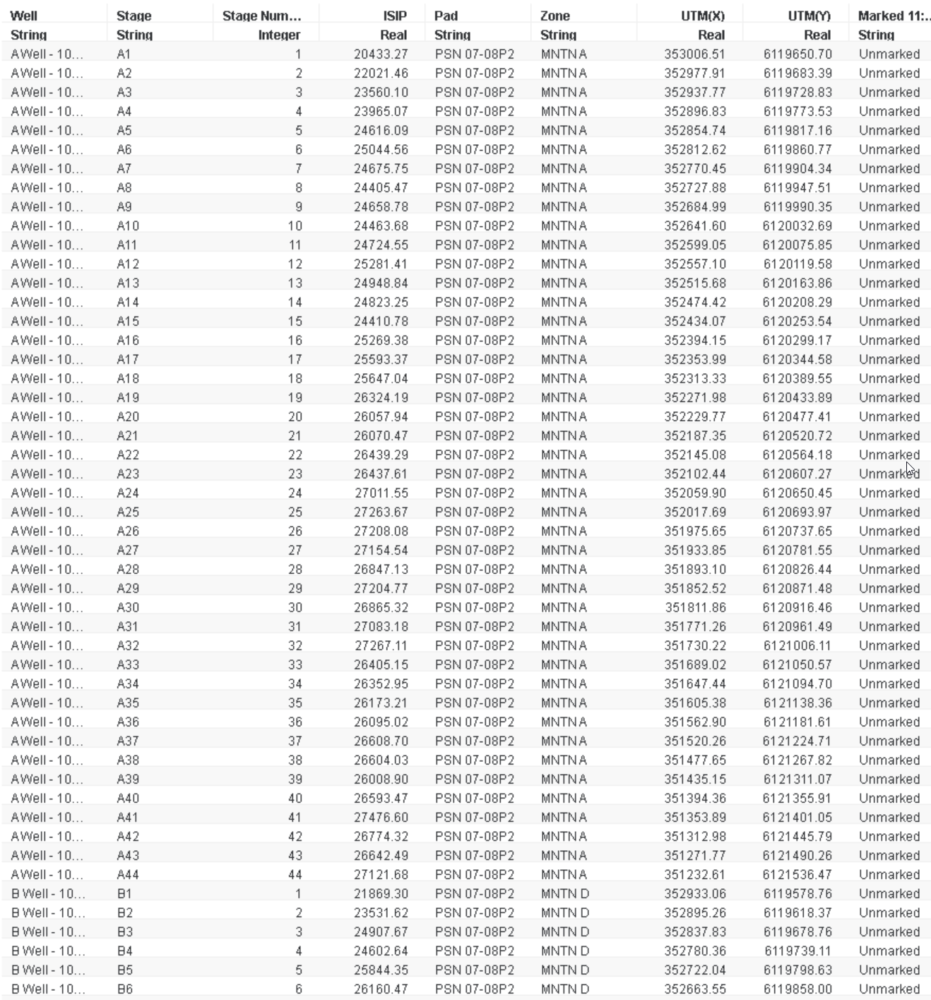 Well Stage Stage Num... ISIP Pad Zone UTM(X) UTM(Y) Marked 11:...
String String Integer Real String String Real Real String
A Well - 10... A1 1 20433.27 PSN 07-08P2 MNTN A 353006.51 6119650.70 Unmarked
A Well - 10... A2 2 22021.46 PSN 07-08P2 MNTN A 352977.91 6119683.39 Unmarked
A Well - 10... A3 3 23560.10 PSN 07-08P2 MNTN A 352937.77 6119728.83 Unmarked
A Well - 10... A4 4 23965.07 PSN 07-08P2 MNTN A 352896.83 6119773.53 Unmarked
A Well - 10... A5 5 24616.09 PSN 07-08P2 MNTN A 352854.74 6119817.16 Unmarked
A Well - 10... A6 6 25044.56 PSN 07-08P2 MNTN A 352812.62 6119860.77 Unmarked
A Well - 10... A7 7 24675.75 PSN 07-08P2 MNTN A 352770.45 6119904.34 Unmarked
A Well - 10... A8 8 24405.47 PSN 07-08P2 MNTN A 352727.88 6119947.51 Unmarked
A Well - 10... A9 9 24658.78 PSN 07-08P2 MNTN A 352684.99 6119990.35 Unmarked
A Well - 10... A10 10 24463.68 PSN 07-08P2 MNTN A 352641.60 6120032.69 Unmarked
A Well - 10... A11 11 24724.55 PSN 07-08P2 MNTN A 352599.05 6120075.85 Unmarked
A Well - 10... A12 12 25281.41 PSN 07-08P2 MNTN A 352557.10 6120119.58 Unmarked
A Well - 10... A13 13 24948.84 PSN 07-08P2 MNTN A 352515.68 6120163.86 Unmarked
A Well - 10... A14 14 24823.25 PSN 07-08P2 MNTN A 352474.42 6120208.29 Unmarked
A Well - 10... A15 15 24410.78 PSN 07-08P2 MNTN A 352434.07 6120253.54 Unmarked
A Well - 10... A16 16 25269.38 PSN 07-08P2 MNTN A 352394.15 6120299.17 Unmarked
A Well - 10... A17 17 25593.37 PSN 07-08P2 MNTN A 352353.99 6120344.58 Unmarked
A Well - 10... A18 18 25647.04 PSN 07-08P2 MNTN A 352313.33 6120389.55 Unmarked
A Well - 10... A19 19 26324.19 PSN 07-08P2 MNTN A 352271.98 6120433.89 Unmarked
A Well - 10... A20 20 26057.94 PSN 07-08P2 MNTN A 352229.77 6120477.41 Unmarked
A Well - 10... A21 21 26070.47 PSN 07-08P2 MNTN A 352187.35 6120520.72 Unmarked
A Well - 10... A22 22 26439.29 PSN 07-08P2 MNTN A 352145.08 6120564.18 Unmarked
A Well - 10... A23 23 26437.61 PSN 07-08P2 MNTN A 352102.44 6120607.27 Unmarked
A Well - 10... A24 24 27011.55 PSN 07-08P2 MNTN A 352059.90 6120650.45 Unmarked
A Well - 10... A25 25 27263.67 PSN 07-08P2 MNTN A 352017.69 6120693.97 Unmarked
A Well - 10... A26 26 27208.08 PSN 07-08P2 MNTN A 351975.65 6120737.65 Unmarked
A Well - 10... A27 27 27154.54 PSN 07-08P2 MNTN A 351933.85 6120781.55 Unmarked
A Well - 10... A28 28 26847.13 PSN 07-08P2 MNTN A 351893.10 6120826.44 Unmarked
A Well - 10... A29 29 27204.77 PSN 07-08P2 MNTN A 351852.52 6120871.48 Unmarked
A Well - 10... A30 30 26865.32 PSN 07-08P2 MNTN A 351811.86 6120916.46 Unmarked
A Well - 10... A31 31 27083.18 PSN 07-08P2 MNTN A 351771.26 6120961.49 Unmarked
A Well - 10... A32 32 27267.11 PSN 07-08P2 MNTN A 351730.22 6121006.11 Unmarked
A Well - 10... A33 33 26405.15 PSN 07-08P2 MNTN A 351689.02 6121050.57 Unmarked
A Well - 10... A34 34 26352.95 PSN 07-08P2 MNTN A 351647.44 6121094.70 Unmarked
A Well - 10... A35 35 26173.21 PSN 07-08P2 MNTN A 351605.38 6121138.36 Unmarked
A Well - 10... A36 36 26095.02 PSN 07-08P2 MNTN A 351562.90 6121181.61 Unmarked
A Well - 10... A37 37 26608.70 PSN 07-08P2 MNTN A 351520.26 6121224.71 Unmarked
A Well - 10... A38 38 26604.03 PSN 07-08P2 MNTN A 351477.65 6121267.82 Unmarked
A Well - 10... A39 39 26008.90 PSN 07-08P2 MNTN A 351435.15 6121311.07 Unmarked
A Well - 10... A40 40 26593.47 PSN 07-08P2 MNTN A 351394.36 6121355.91 Unmarked
A Well - 10... A41 41 27476.60 PSN 07-08P2 MNTN A 351353.89 6121401.05 Unmarked
A Well - 10... A42 42 26774.32 PSN 07-08P2 MNTN A 351312.98 6121445.79 Unmarked
A Well - 10... A43 43 26642.49 PSN 07-08P2 MNTN A 351271.77 6121490.26 Unmarked
A Well - 10... A44 44 27121.68 PSN 07-08P2 MNTN A 351232.61 6121536.47 Unmarked
B Well - 10... B1 1 21869.30 PSN 07-08P2 MNTN D 352933.06 6119578.76 Unmarked
B Well - 10... B2 2 23531.62 PSN 07-08P2 MNTN D 352895.26 6119618.37 Unmarked
B Well - 10... B3 3 24907.67 PSN 07-08P2 MNTN D 352837.83 6119678.76 Unmarked
B Well - 10... B4 4 24602.64 PSN 07-08P2 MNTN D 352780.36 6119739.11 Unmarked
B Well - 10... B5 5 25844.35 PSN 07-08P2 MNTN D 352722.04 6119798.63 Unmarked
B Well - 10... B6 6 26160.47 PSN 07-08P2 MNTN D 352663.55 6119858.00 Unmarked